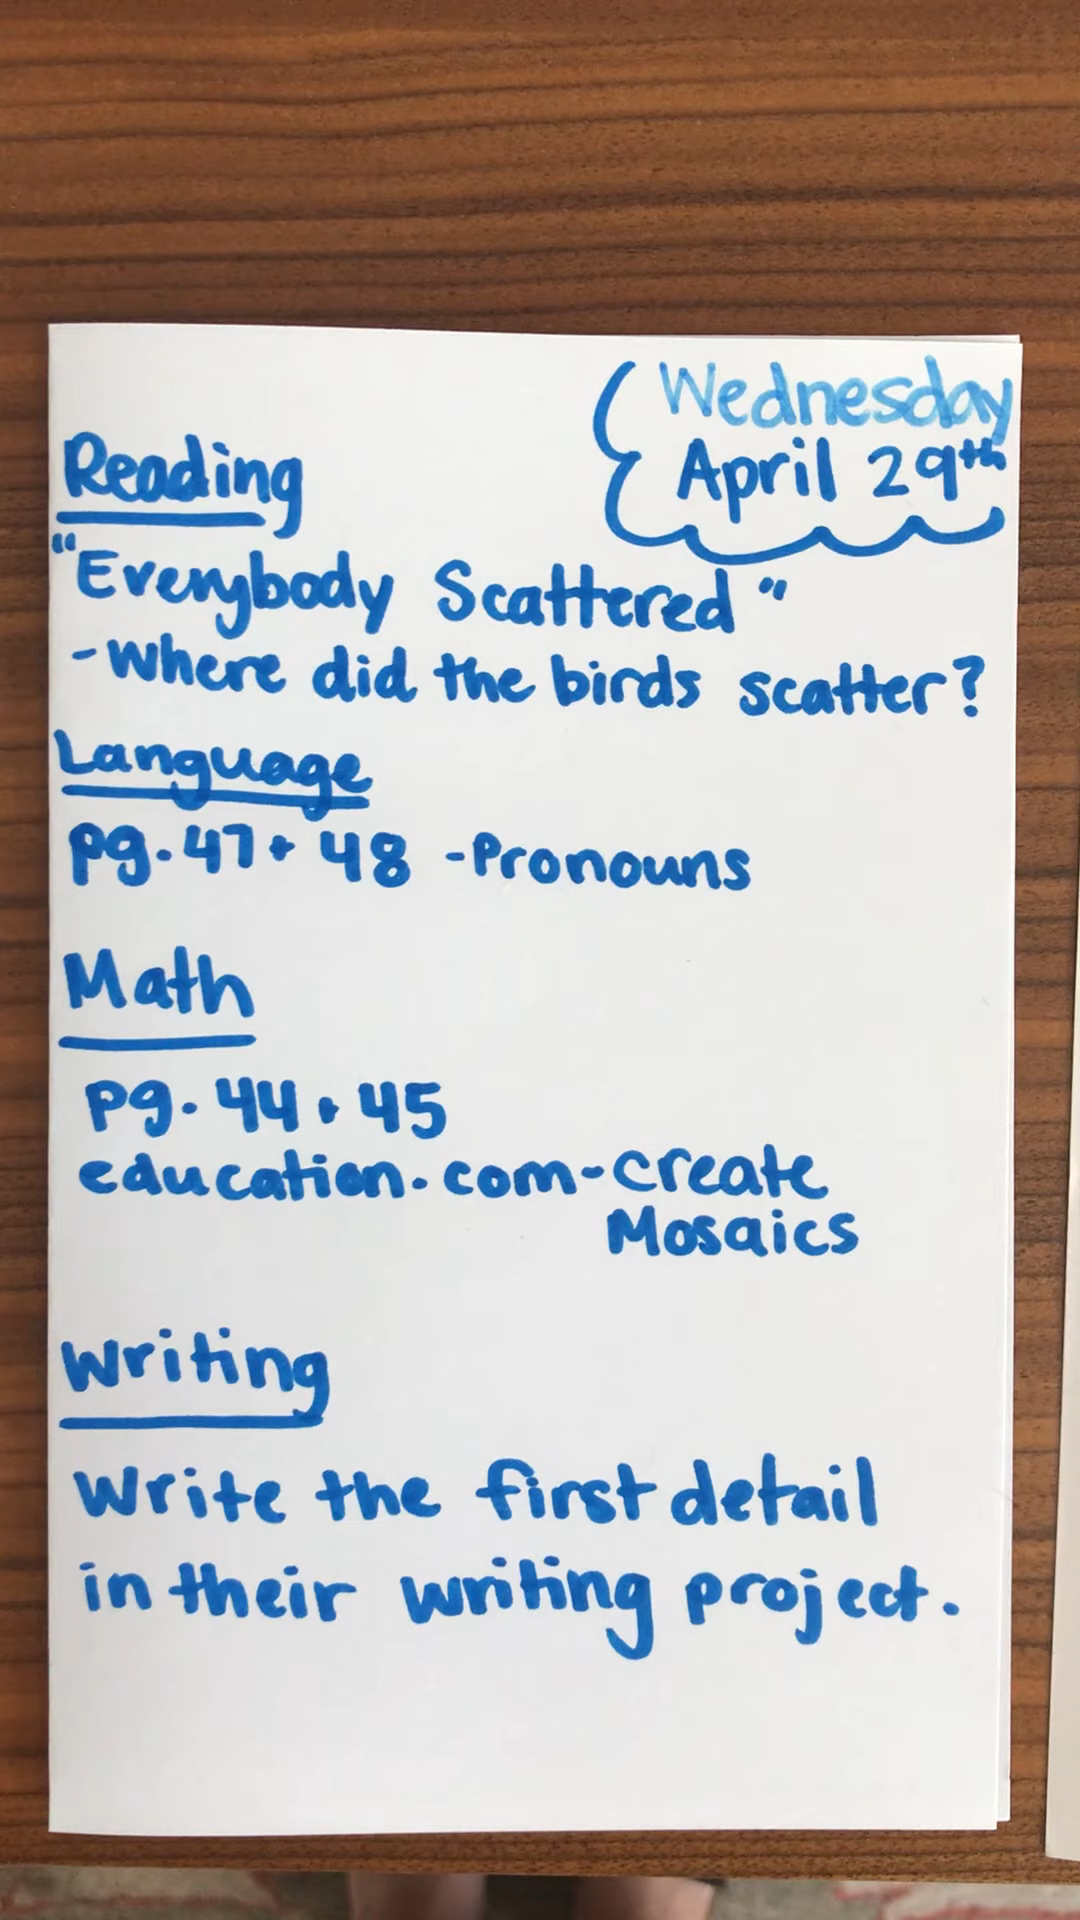 Wednesday
April 29th
Reading
"Everybody Scattered"
-Where did the birds scatter?
Language
pg. 47 + 48 -Pronouns
Math
pg. 44 + 45
education.com-Create
Mosaics
Writing
Write the first detail
in their writing project.